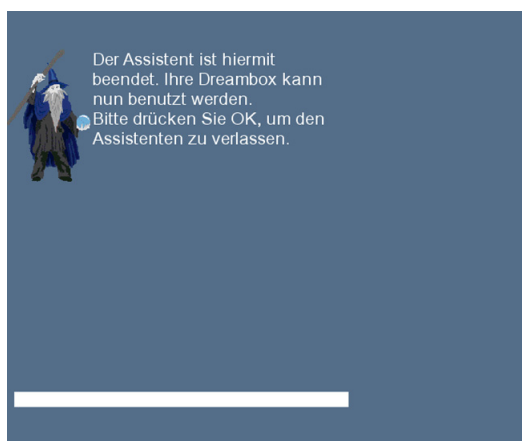 Der Assistent ist hiermit
beendet. Ihre Dreambox kann
nun benutzt werden.
Bitte drücken Sie OK, um den
Assistenten zu verlassen.